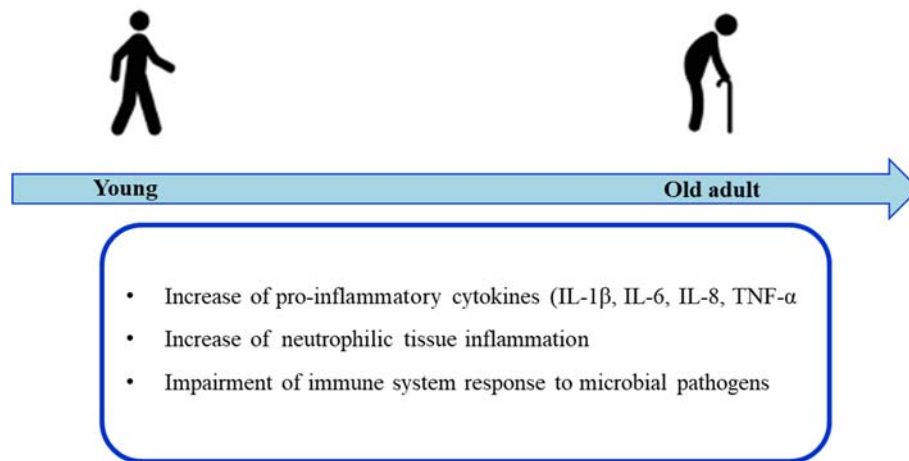 Young
Old adult
• Increase of pro-inflammatory cytokines (IL-1β, IL-6, IL-8, TNF-α
• Increase of neutrophilic tissue inflammation
• Impairment of immune system response to microbial pathogens